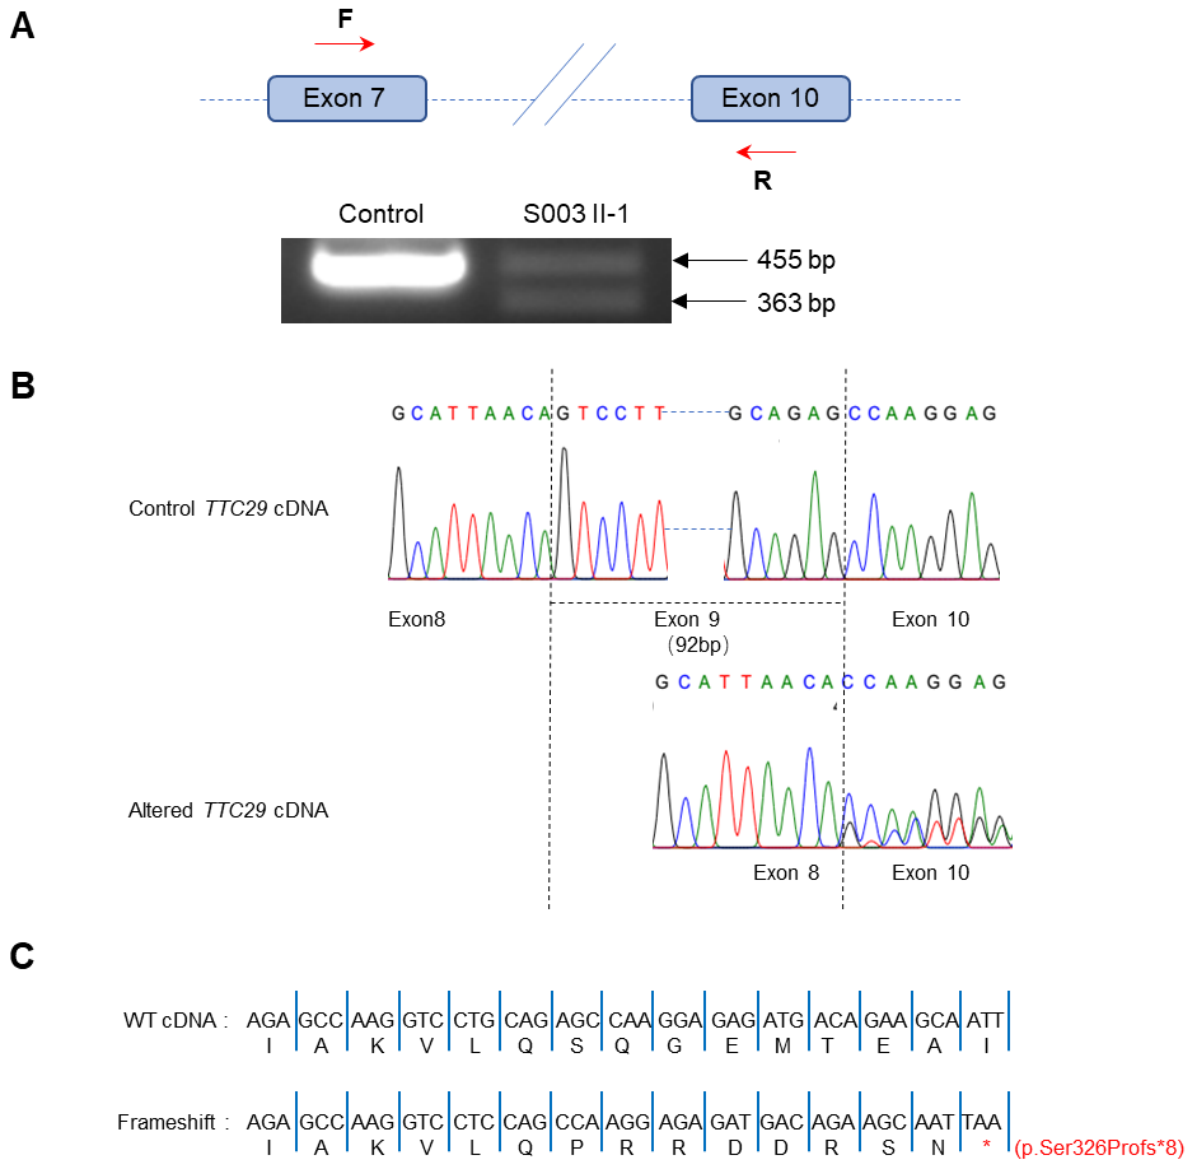 A
F
Exon 7
Exon 10
R
Control
S003 II-1
455 bp
363 bp
B
GCATTAACAGTCCTT GCAGAGCCAAGGAG
Control TTC29 cDNA
Exon8
Exon 9
(92bp)
Exon 10
GCATTAACACCAAGGAG
Altered TTC29 cDNA
Exon 8
Exon 10
C
WT cDNA : AGA GCC AAG GTC CTG CAG AGC CAA GGA GAG ATG ACA GAA GCA ATT
I A K V L Q S Q G E M T E A I
Frameshift : AGA GCC AAG GTC CTC CAG CCA AGG AGA GAT GAC AGA AGC AAT TAA
I A K V L Q P R R D D R S N * (p.Ser326Profs*8)